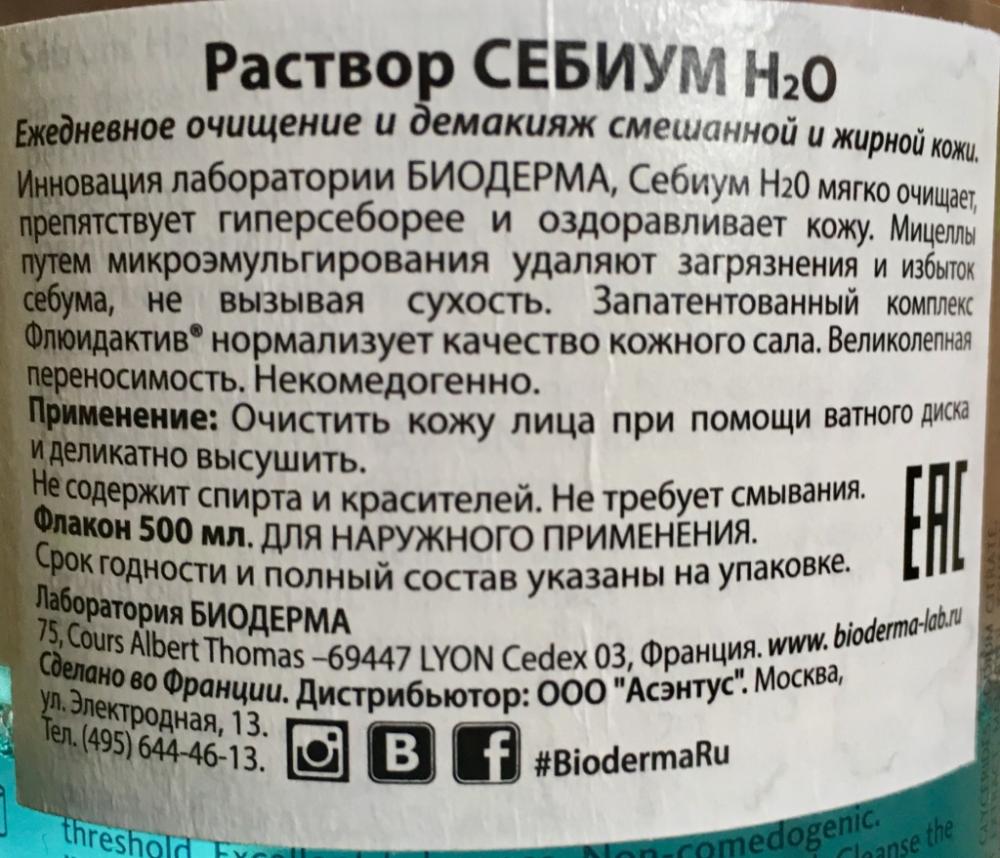 Раствор СЕБИУМ H₂O
Ежедневное очищение и демакияж смешанной и жирной кожи.
Инновация лаборатории БИОДЕРМА, Себиум H20 мягко очищает,
препятствует гиперсеборее и оздоравливает кожу. Мицеллы
путем микроэмульгирования удаляют загрязнения и избыток
себума, не вызывая сухость. Запатентованный комплекс
Флюидактив® нормализует качество кожного сала. Великолепная
переносимость. Некомедогенно.
Применение: Очистить кожу лица при помощи ватного диска
и деликатно высушить.
Не содержит спирта и красителей. Не требует смывания.
Флакон 500 мл. ДЛЯ НАРУЖНОГО ПРИМЕНЕНИЯ.
Срок годности и полный состав указаны на упаковке.
EAC
Лаборатория БИОДЕРМА
75, Cours Albert Thomas –69447 LYON Cedex 03, Франция. www. bioderma-lab.ru
Сделано во Франции. Дистрибьютор: ООО "Асэнтус". Москва,
ул. Электродная, 13.
Тел. (495) 644-46-13.
B f #BiodermaRu
threshold Non-comedogenic.
Cleanse the